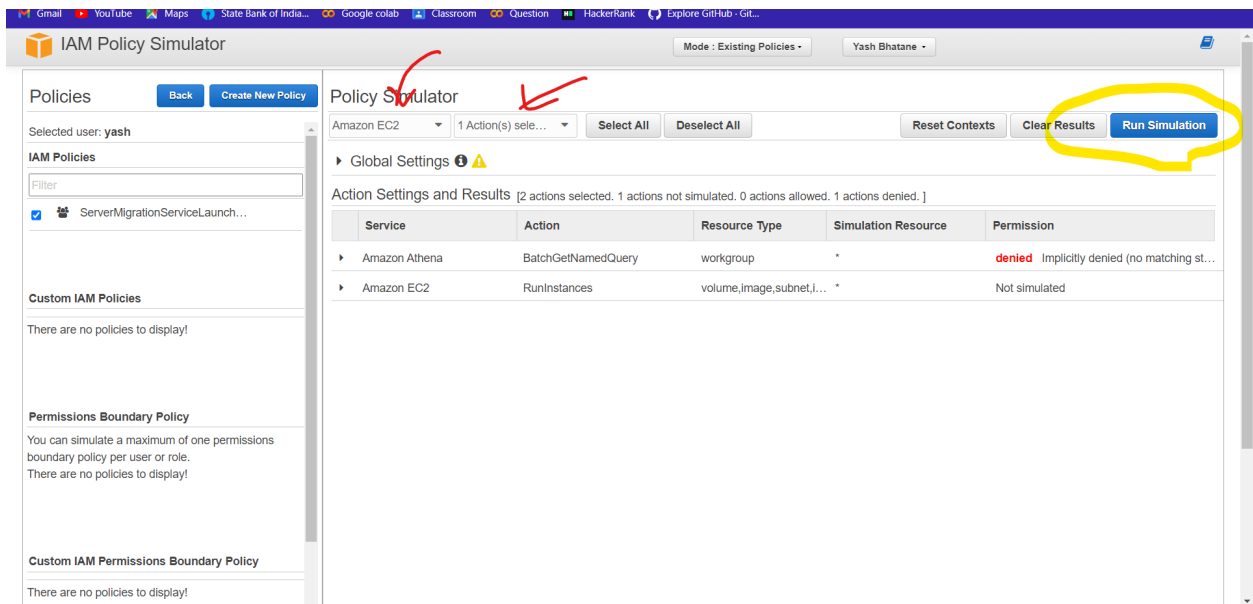 Gmail YouTube Maps State Bank of India... Google colab Classroom Question HackerRank Explore GitHub · Git...
IAM Policy Simulator Mode : Existing Policies Yash Bhatane
Policies Back Create New Policy
Selected user: yash
IAM Policies
Filter
ServerMigrationServiceLaunch...
Custom IAM Policies
There are no policies to display!
Permissions Boundary Policy
You can simulate a maximum of one permissions
boundary policy per user or role.
There are no policies to display!
Custom IAM Permissions Boundary Policy
There are no policies to display!
Policy Simulator
Amazon EC2 1 Action(s) sele... Select All Deselect All Reset Contexts Clear Results Run Simulation
Global Settings
Action Settings and Results [2 actions selected. 1 actions not simulated. 0 actions allowed. 1 actions denied. ]
Service Action Resource Type Simulation Resource Permission
Amazon Athena BatchGetNamedQuery workgroup * denied Implicitly denied (no matching st...
Amazon EC2 RunInstances volume,image,subnet,i... * Not simulated